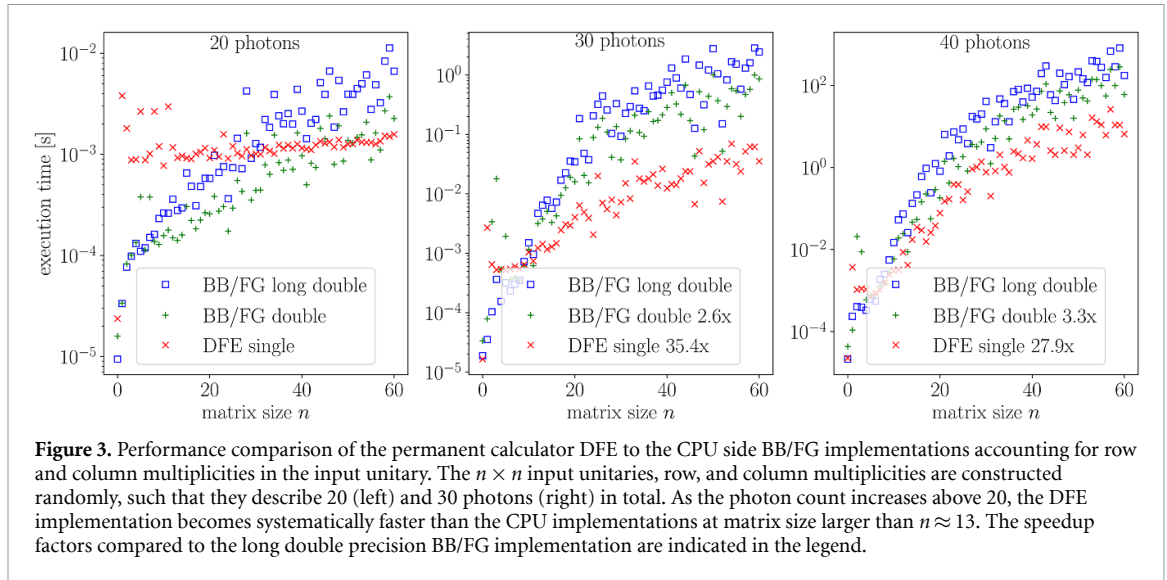 20 photons
30 photons
40 photons
execution time [s]
10⁻²
10⁻³
10⁻⁴
10⁻⁵
BB/FG long double
BB/FG double
DFE single
0
20
40
60
matrix size n
10⁰
10⁻¹
10⁻²
10⁻³
10⁻⁴
10⁻⁵
BB/FG long double
BB/FG double 2.6x
DFE single 35.4x
0
20
40
60
matrix size n
10²
10⁰
10⁻²
10⁻⁴
BB/FG long double
BB/FG double 3.3x
DFE single 27.9x
0
20
40
60
matrix size n
Figure 3. Performance comparison of the permanent calculator DFE to the CPU side BB/FG implementations accounting for row
and column multiplicities in the input unitary. The n × n input unitaries, row, and column multiplicities are constructed
randomly, such that they describe 20 (left) and 30 photons (right) in total. As the photon count increases above 20, the DFE
implementation becomes systematically faster than the CPU implementations at matrix size larger than n ≈ 13. The speedup
factors compared to the long double precision BB/FG implementation are indicated in the legend.